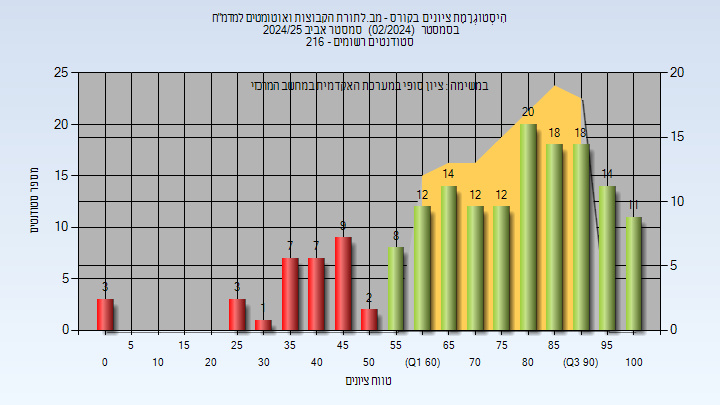 היסטוגרמת ציונים בקורס - מב.לתורת הקבוצות ואוטומטים למדמ"ח
בסמסטר (02/2024) סמסטר אביב 2024/25
סטודנטים רשומים - 216
במשימה : ציון סופי במערכת האקדמית במחשב המרכזי
25 20 15 10 5 0
מספר סטודנטים
20 15 10 5 0
3 3 1 7 7 9 2 8 12 14 12 12 20 18 18 14 11
5 15 25 35 45 55 65 75 85 95
0 10 20 30 40 50 (Q1 60) 70 80 (Q3 90) 100
טווח ציונים